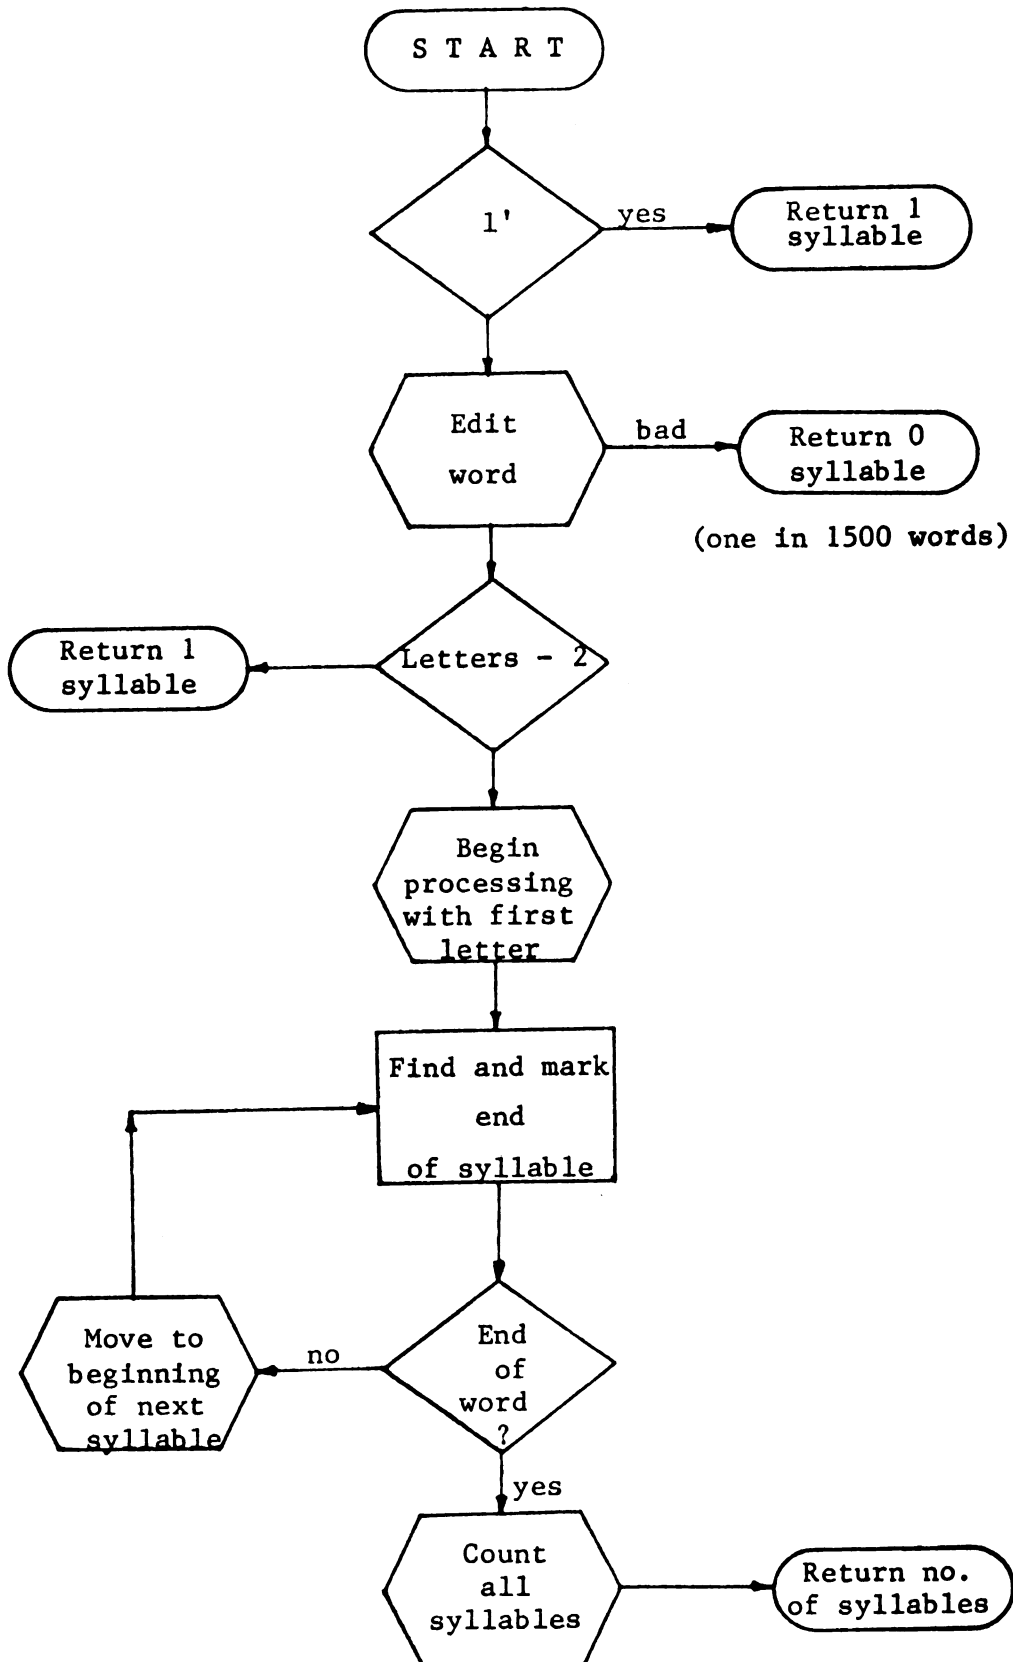 S T A R T
1'
yes
Return 1
syllable
Edit
word
bad
Return 0
syllable
(one in 1500 words)
Letters - 2
Return 1
syllable
Begin
processing
with first
letter
Find and mark
end
of syllable
End
of
word
?
no
Move to
beginning
of next
syllable
yes
Count
all
syllables
Return no.
of syllables